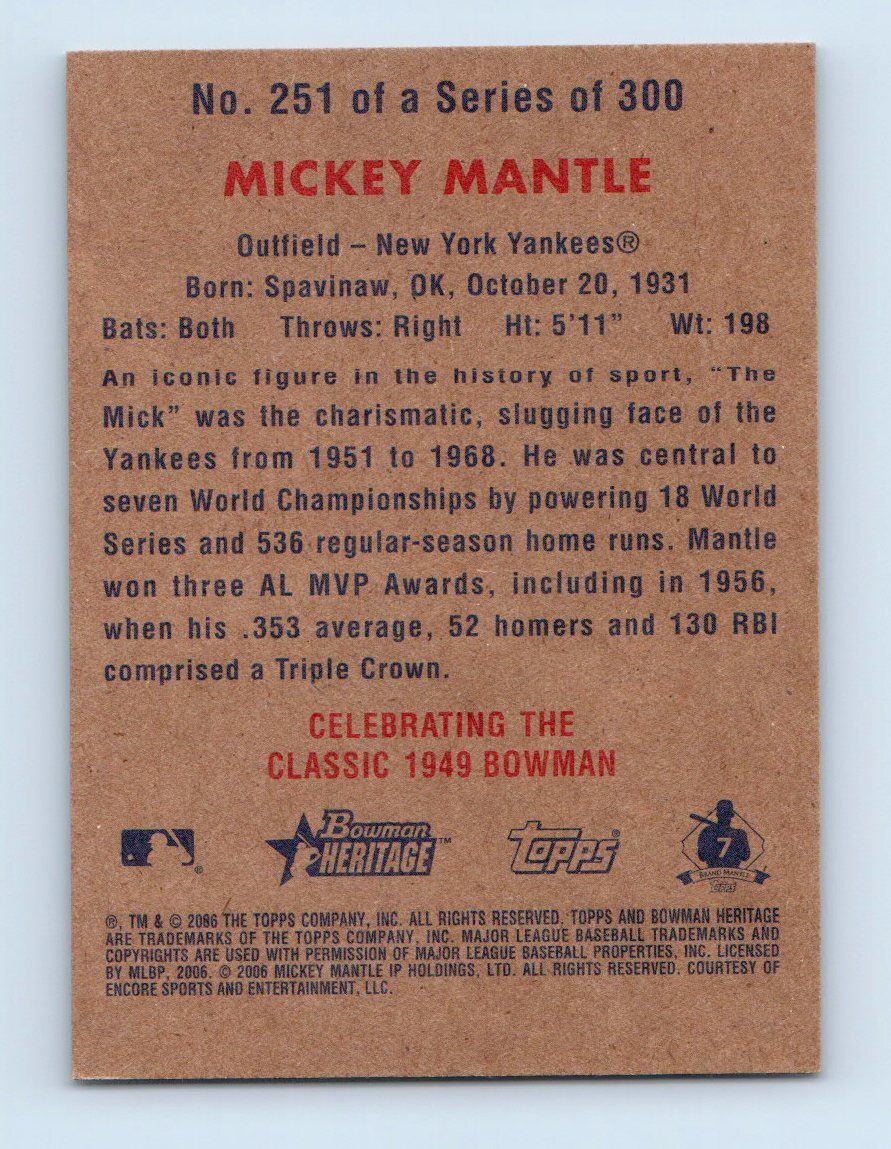 No. 251 of a Series of 300
MICKEY MANTLE
Outfield – New York Yankees®
Born: Spavinaw, OK, October 20, 1931
Bats: Both Throws: Right Ht: 5'11" Wt: 198
An iconic figure in the history of sport, "The
Mick" was the charismatic, slugging face of the
Yankees from 1951 to 1968. He was central to
seven World Championships by powering 18 World
Series and 536 regular-season home runs. Mantle
won three AL MVP Awards, including in 1956,
when his .353 average, 52 homers and 130 RBI
comprised a Triple Crown.
CELEBRATING THE
CLASSIC 1949 BOWMAN
®
Bowman
HERITAGE™
Topps®
7
BRAND MANTLE
Topps
®, TM & © 2006 THE TOPPS COMPANY, INC. ALL RIGHTS RESERVED. TOPPS AND BOWMAN HERITAGE
ARE TRADEMARKS OF THE TOPPS COMPANY, INC. MAJOR LEAGUE BASEBALL TRADEMARKS AND
COPYRIGHTS ARE USED WITH PERMISSION OF MAJOR LEAGUE BASEBALL PROPERTIES, INC. LICENSED
BY MLBP, 2006. © 2006 MICKEY MANTLE IP HOLDINGS, LTD. ALL RIGHTS RESERVED. COURTESY OF
ENCORE SPORTS AND ENTERTAINMENT, LLC.